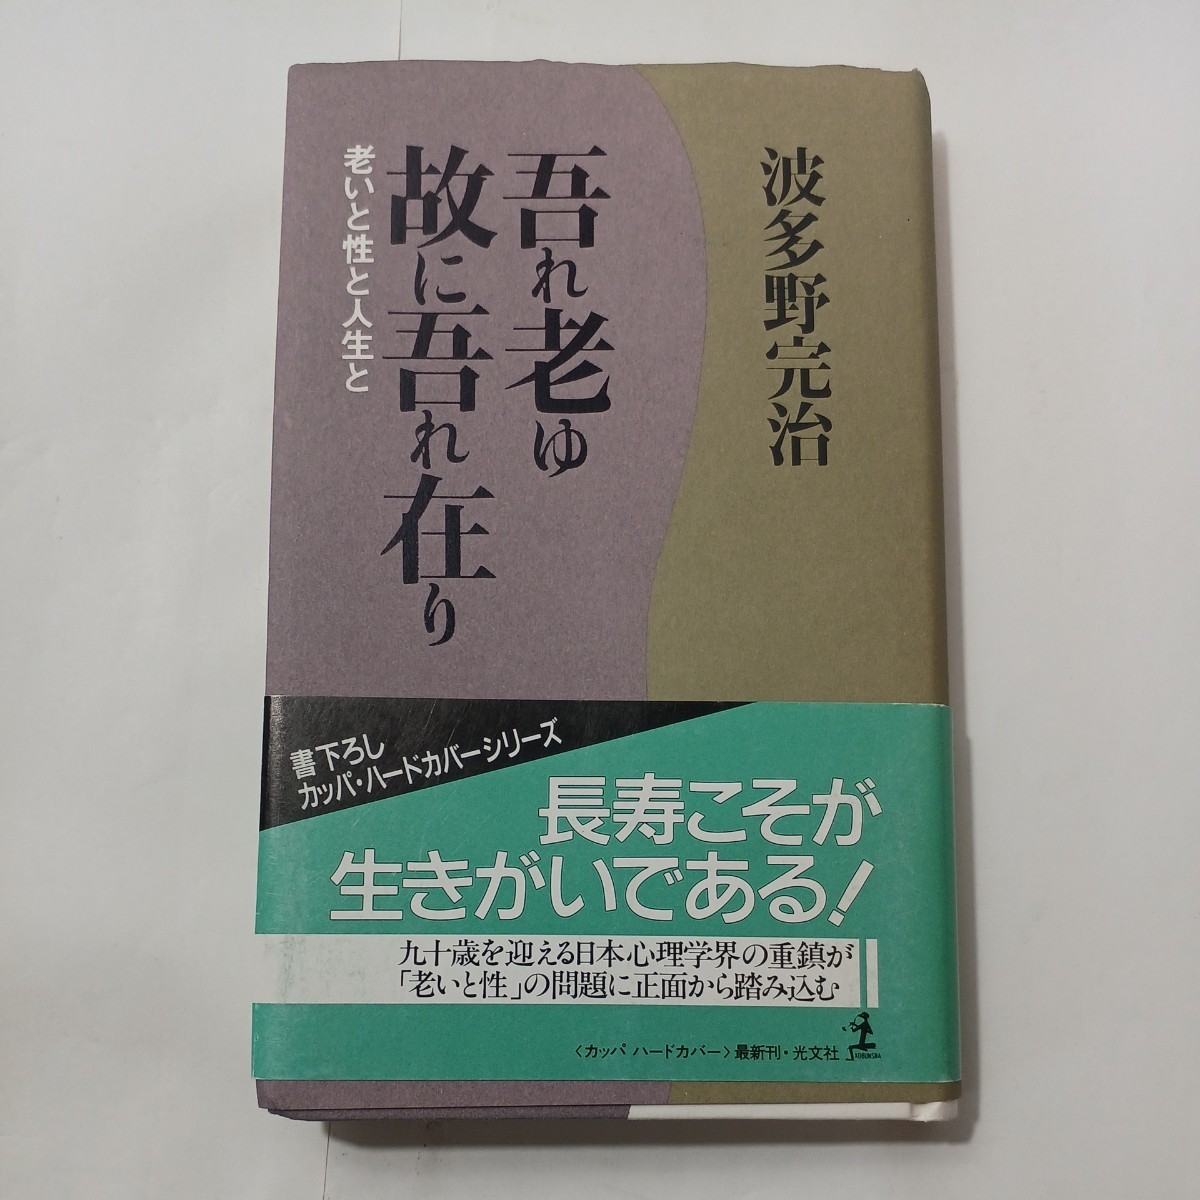 波多野完治
吾れ老ゆ
故に吾れ在り
老いと性と人生と
書下ろし
カッパ・ハードカバーシリーズ
長寿こそが
生きがいである!
九十歳を迎える日本心理学界の重鎮が
「老いと性」の問題に正面から踏み込む
〈カッパ ハードカバー〉最新刊・光文社
KOBUNSHA